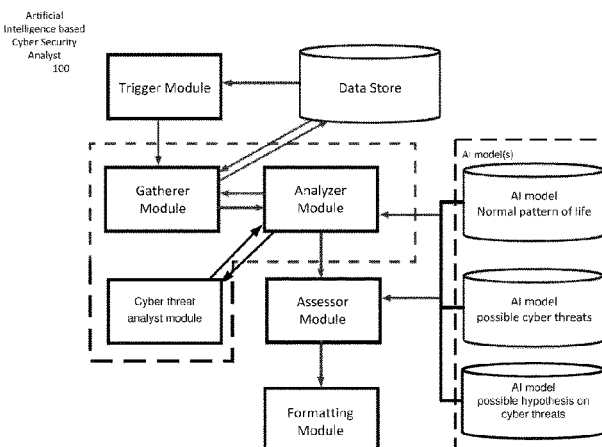 Artificial
Intelligence based
Cyber Security
Analyst
100
Trigger Module
Data Store
Gatherer
Module
Analyzer
Module
Cyber threat
analyst module
Assessor
Module
Formatting
Module
AI model(s)
AI model
Normal pattern of life
AI model
possible cyber threats
AI model
possible hypothesis on
cyber threats